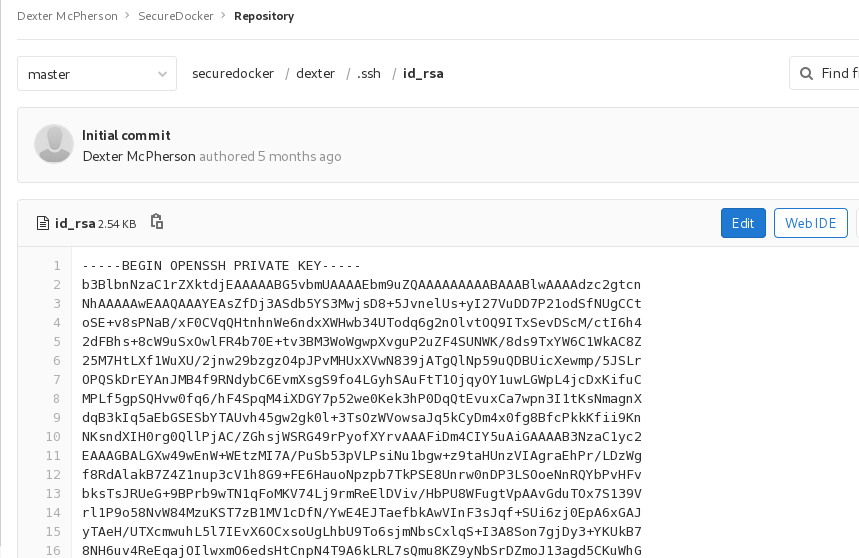 Dexter McPherson > SecureDocker > Repository
master
securedocker / dexter / .ssh / id_rsa
Find fi
Initial commit
Dexter McPherson authored 5 months ago
id_rsa 2.54 KB
Edit
Web IDE
1 -----BEGIN OPENSSH PRIVATE KEY-----
2 b3BlbnNzaC1rZXktdjEAAAAABG5vbmUAAAAEbm9uZQAAAAAAAAABAAABlwAAAAdzc2gtcn
3 NhAAAAAwEAAQAAAYEAsZfDj3ASdb5YS3MwjsD8+5JvnelUs+yI27VuDD7P21odSfNUgCCt
4 oSE+v8sPNaB/xF0CVqQHtnhnWe6ndxXWHwb34UTodq6g2nOlvtOQ9ITxSevDScM/ctI6h4
5 2dFBhs+8cW9uSxOwlFR4b70E+tv3BM3WoWgwpXvguP2uZF4SUNWK/8ds9TxYW6C1WkAC8Z
6 25M7HtLXf1WuXU/2jnw29bzgzO4pJPvMHUxXVwN839jATgQlNp59uQDBUicXewmp/5JSLr
7 OPQSkDrEYAnJMB4f9RNdybC6EvmXsgS9fo4LGyhSAuFtT1OjqyOY1uwLGWpL4jcDxKifuC
8 MPLf5gpSQHvw0fq6/hF4SpqM4iXDGY7p52we0Kek3hP0DqQtEvuxCa7wpn3I1tKsNmagnX
9 dqB3kIq5aEbGSESbYTAUvh45gw2gk0l+3TsOzWVowsaJq5kCyDm4x0fg8BfcPkkKfii9Kn
10 NKsndXIH0rg0QllPjAC/ZGhsjWSRG49rPyofXYrvAAAFiDm4CIY5uAiGAAAAB3NzaC1yc2
11 EAAAGBALGXw49wEnW+WEtzMI7A/PuSb53pVLPsiNu1bgw+z9taHUnzVIAgraEhPr/LDzWg
12 f8RdAlakB7Z4Z1nup3cV1h8G9+FE6HauoNpzpb7TkPSE8Unrw0nDP3LSOoeNnRQYbPvHFv
13 bksTsJRUeG+9BPrb9wTN1qFoMKV74Lj9rmReElDViv/HbPU8WFugtVpAAvGduTOx7S139V
14 rl1P9o58NvW84MzuKST7zB1MV1cDfN/YwE4EJTaefbkAwVInF3sJqf+SUi6zj0EpA6xGAJ
15 yTAeH/UTXcmwuhL5l7IEvX6OCxsoUgLhbU9To6sjmNbsCxlqS+I3A8Son7gjDy3+YKUkB7
16 8NH6uv4ReEqajOIlwxmO6edsHtCnpN4T9A6kLRL7sQmu8KZ9yNbSrDZmoJ13agd5CKuWhG